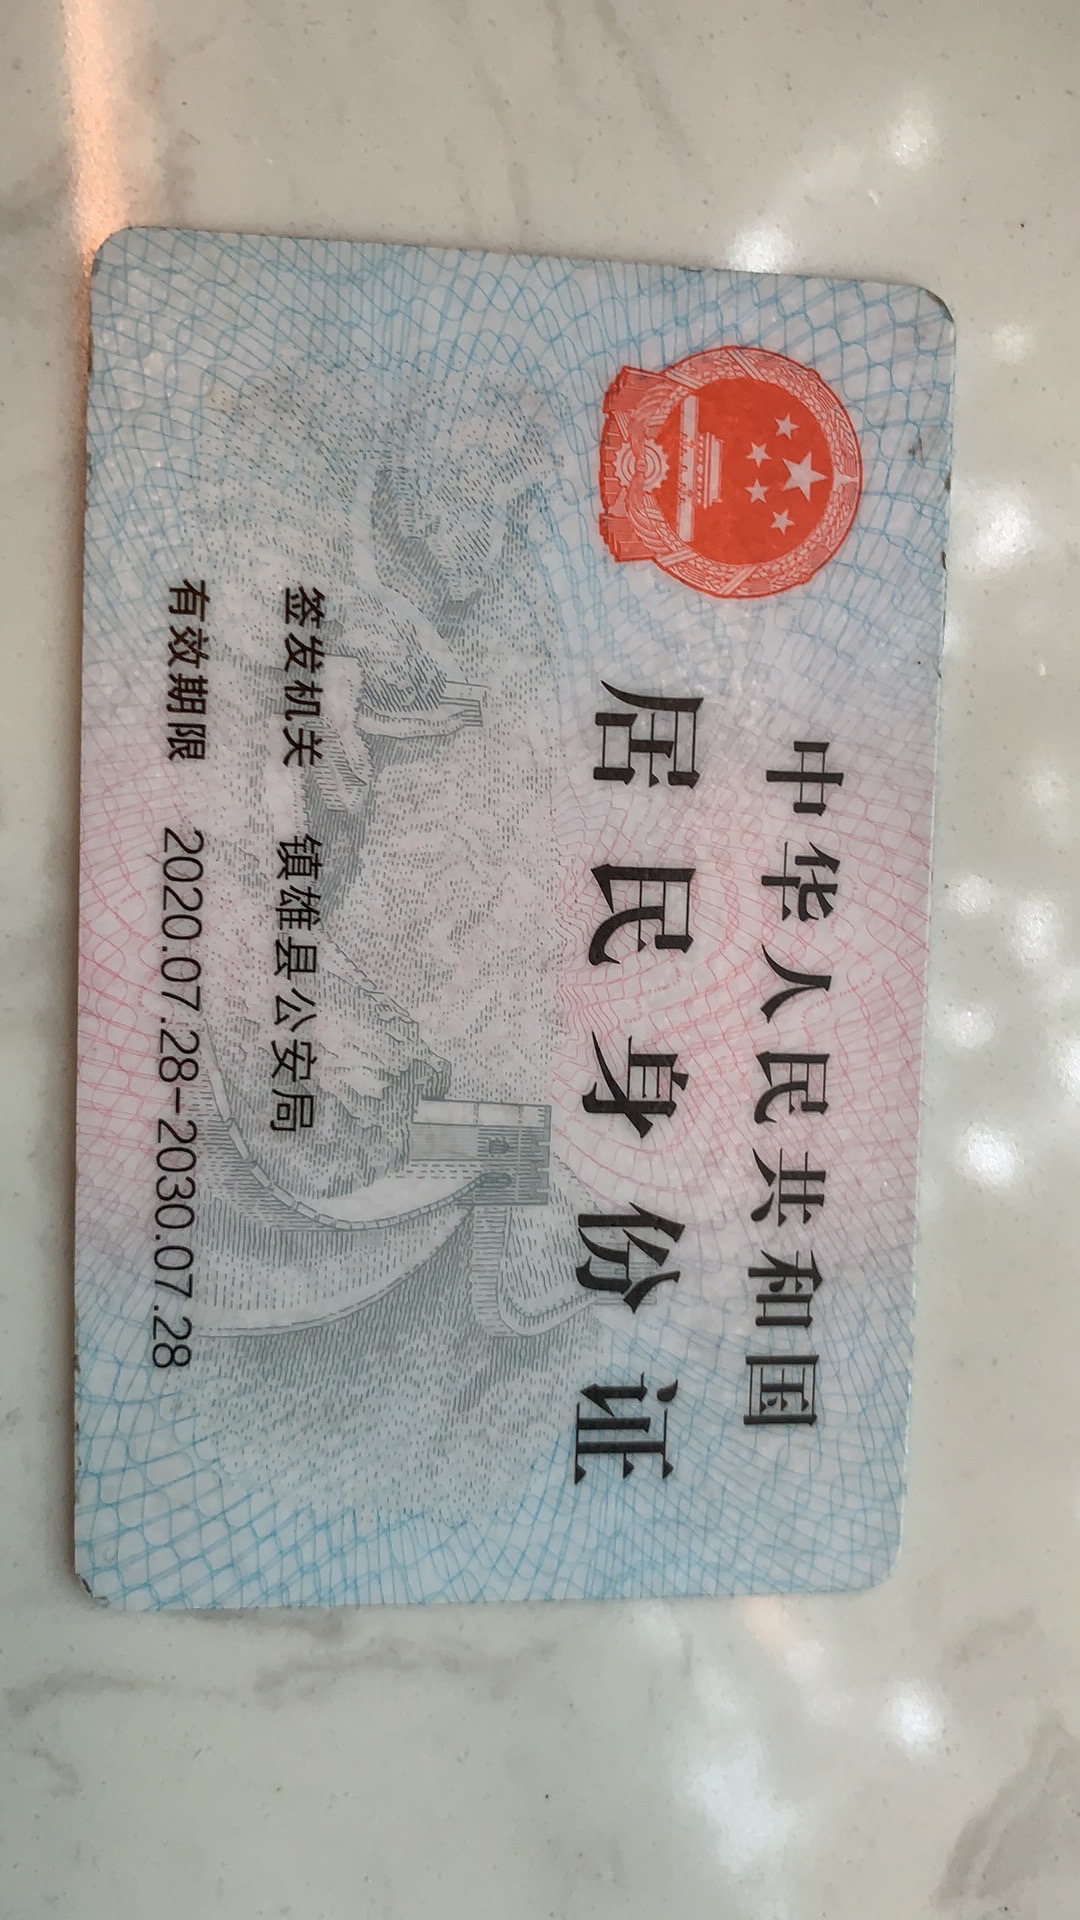 中华人民共和国
居民身份证
签发机关 镇雄县公安局
有效期限 2020.07.28-2030.07.28